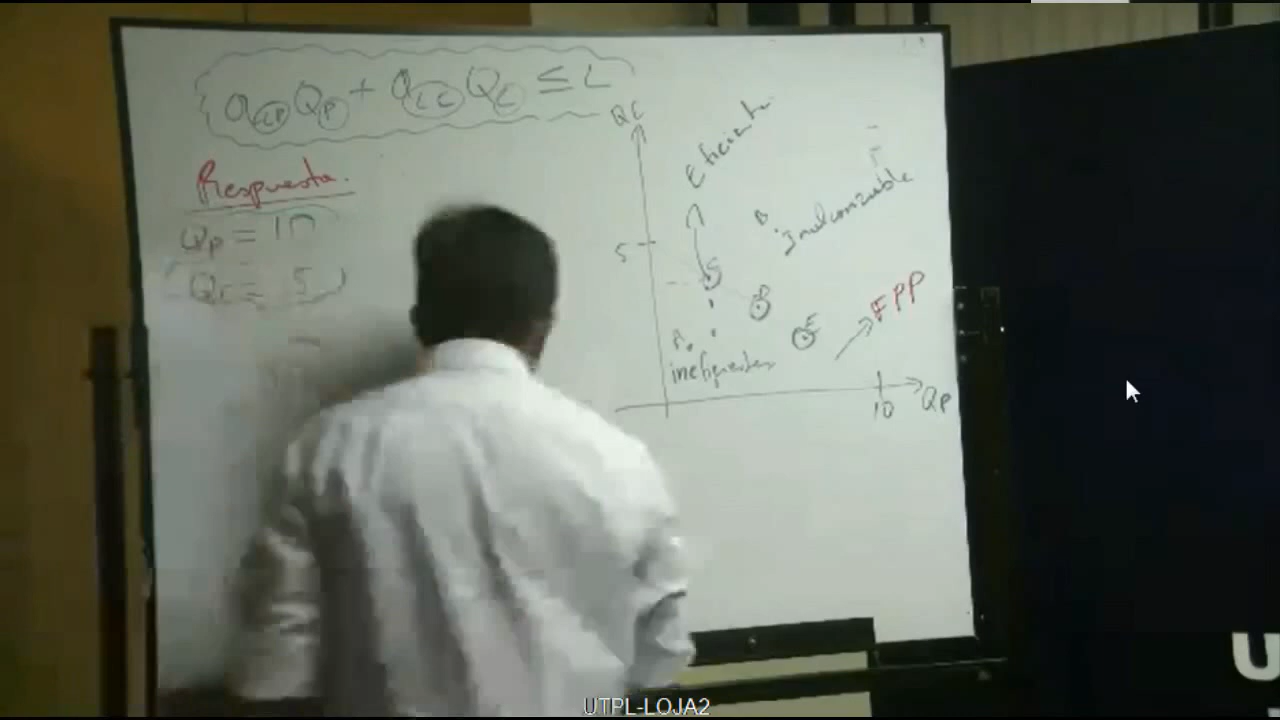 aLP QP + aLC QC ≤ L
Respuesta.
QP = 10
QC = 5
QC
Eficiente
B
Inalcanzable
5
C
D
E
FPP
A
ineficientes
10
QP
UTPL-LOJA2
U